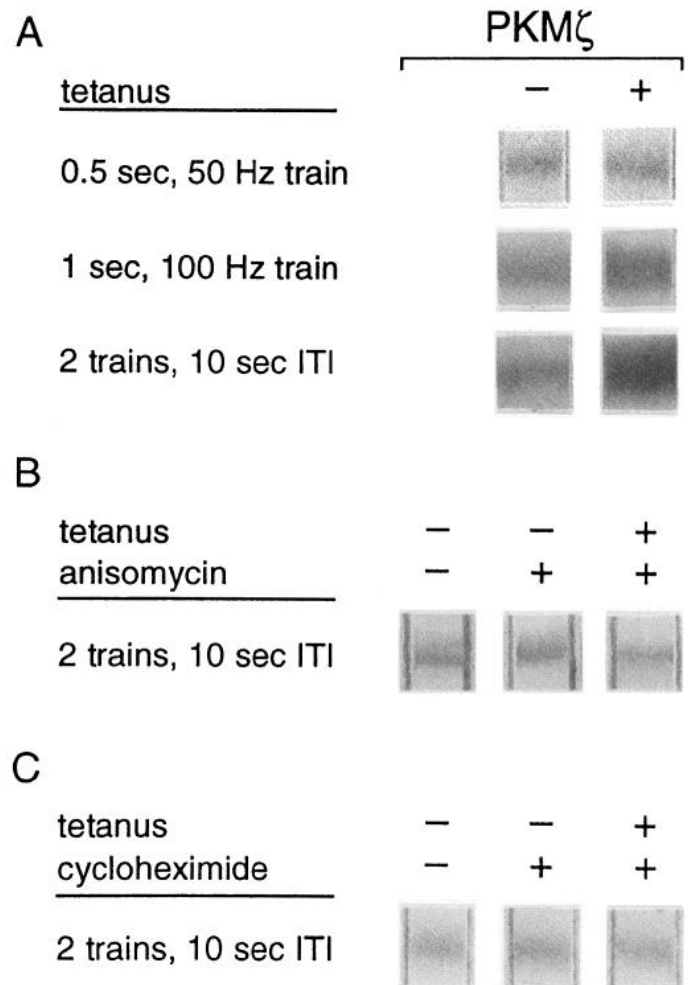 A
PKMζ
tetanus − +
0.5 sec, 50 Hz train
1 sec, 100 Hz train
2 trains, 10 sec ITI
B
tetanus − − +
anisomycin − + +
2 trains, 10 sec ITI
C
tetanus − − +
cycloheximide − + +
2 trains, 10 sec ITI